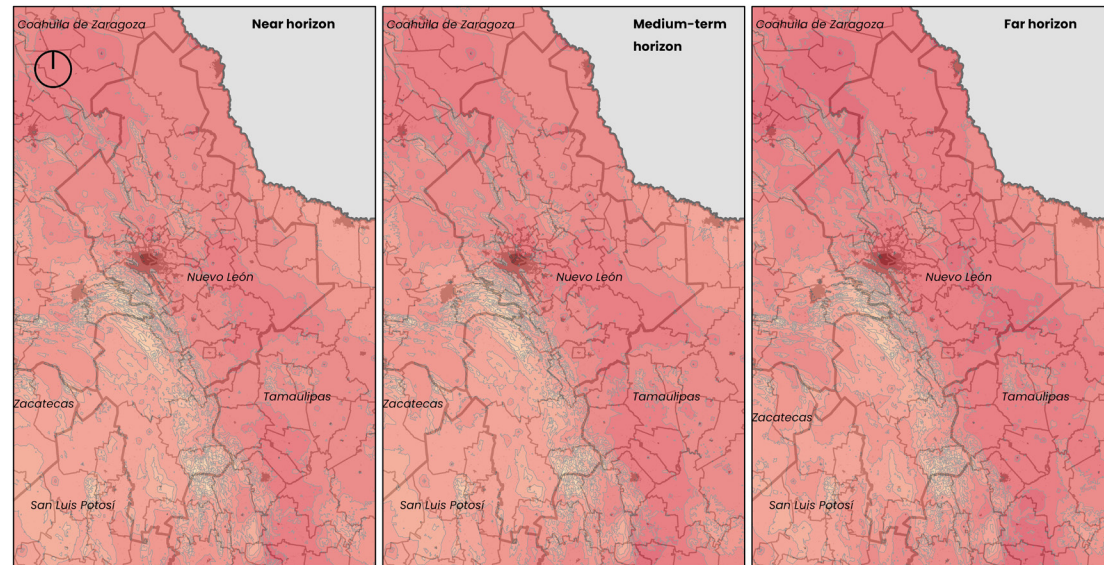 Coahuila de Zaragoza
Near horizon
Nuevo León
Zacatecas
Tamaulipas
San Luis Potosí
Coahuila de Zaragoza
Medium-term
horizon
Nuevo León
Zacatecas
Tamaulipas
San Luis Potosí
Coahuila de Zaragoza
Far horizon
Nuevo León
Zacatecas
Tamaulipas
San Luis Potosí